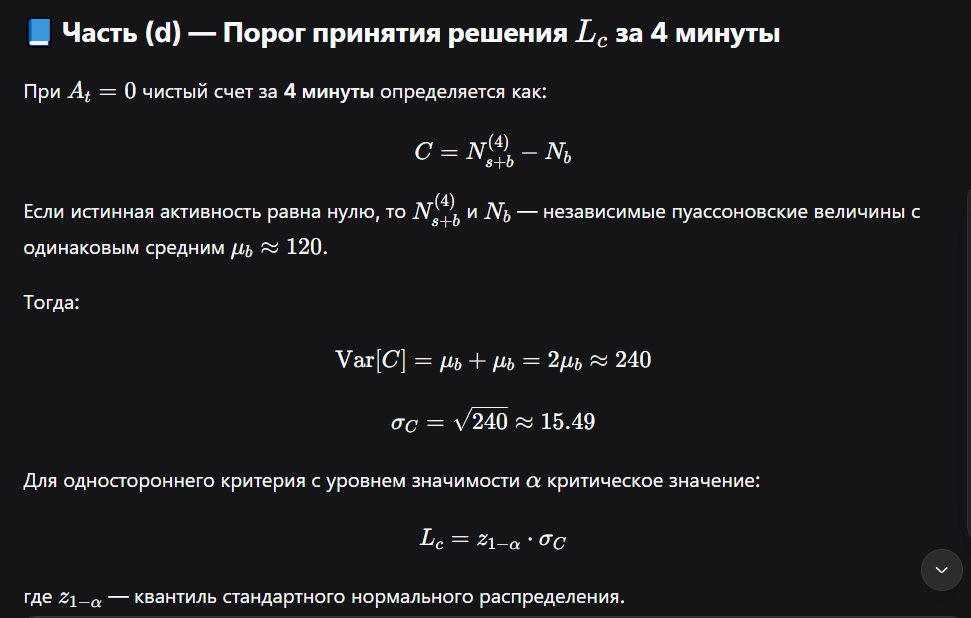 📘 Часть (d) — Порог принятия решения $L_c$ за 4 минуты
При $A_t = 0$ чистый счет за 4 минуты определяется как:
$C = N_{s+b}^{(4)} - N_b$
Если истинная активность равна нулю, то $N_{s+b}^{(4)}$ и $N_b$ — независимые пуассоновские величины с
одинаковым средним $\mu_b \approx 120$.
Тогда:
$\mathrm{Var}[C] = \mu_b + \mu_b = 2\mu_b \approx 240$
$\sigma_C = \sqrt{240} \approx 15.49$
Для одностороннего критерия с уровнем значимости $\alpha$ критическое значение:
$L_c = z_{1-\alpha} \cdot \sigma_C$
где $z_{1-\alpha}$ — квантиль стандартного нормального распределения.